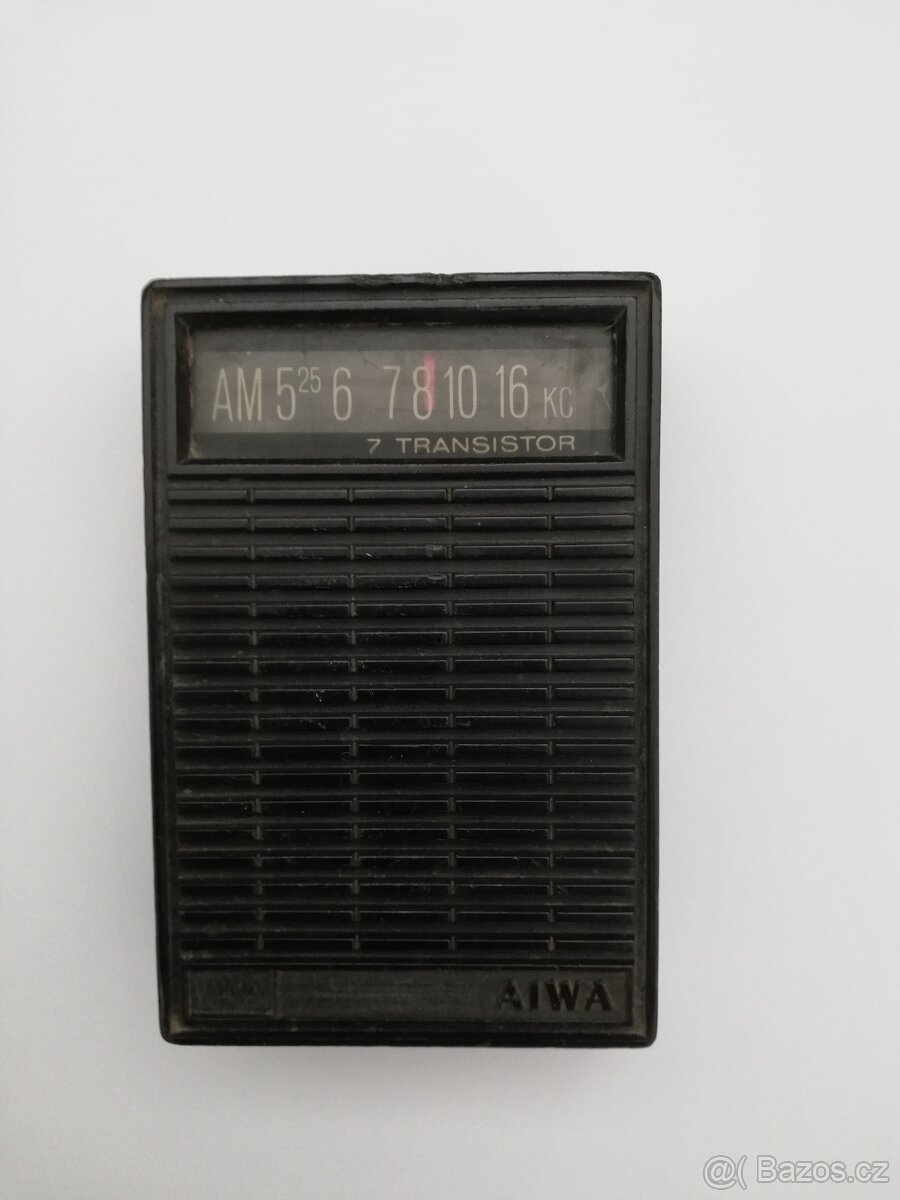 AM 5²⁵ 6 7 8 10 16 KC
7 TRANSISTOR
AIWA
@( Bazos.cz